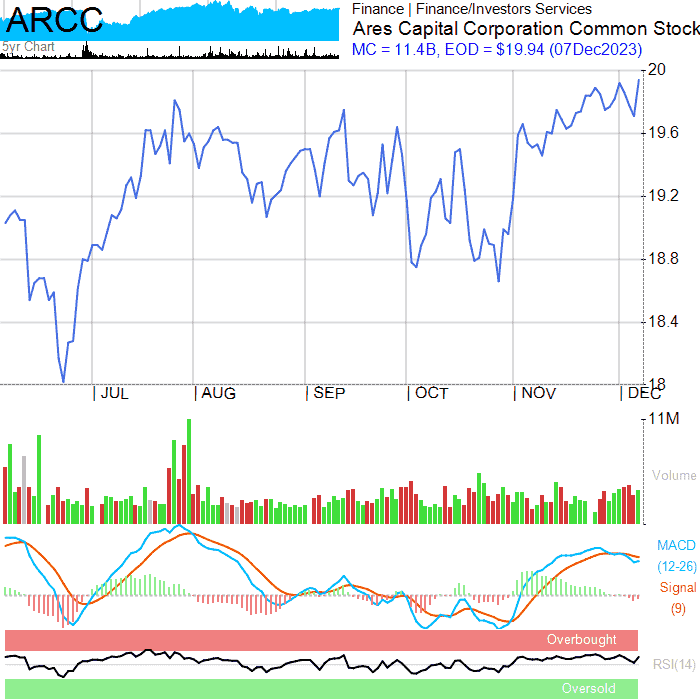 ARCC
5yr Chart
Finance | Finance/Investors Services
Ares Capital Corporation Common Stock
MC = 11.4B, EOD = $19.94 (07Dec2023)
20
19.6
19.2
18.8
18.4
18
| JUL | AUG | SEP | OCT | NOV | DEC
11M
Volume
MACD
(12-26)
Signal
(9)
Overbought
RSI(14)
Oversold